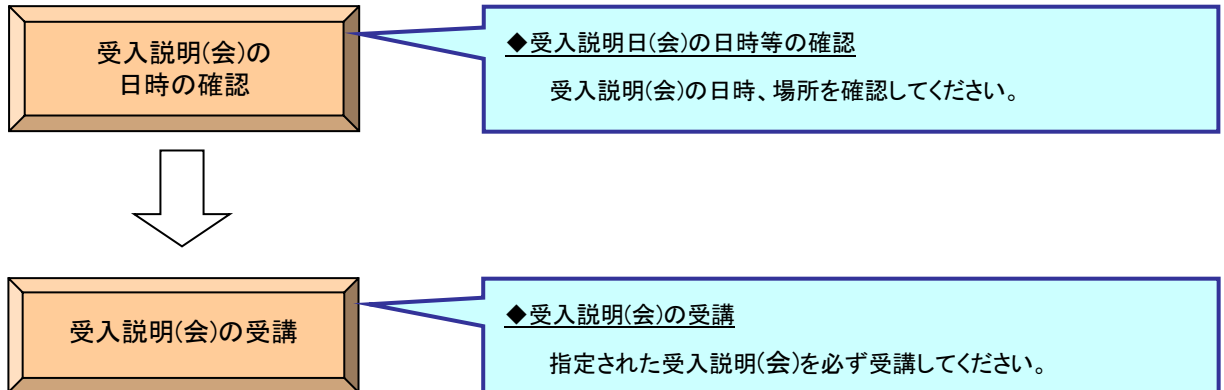 受入説明(会)の
日時の確認
◆受入説明日(会)の日時等の確認
受入説明(会)の日時、場所を確認してください。
受入説明(会)の受講
◆受入説明(会)の受講
指定された受入説明(会)を必ず受講してください。